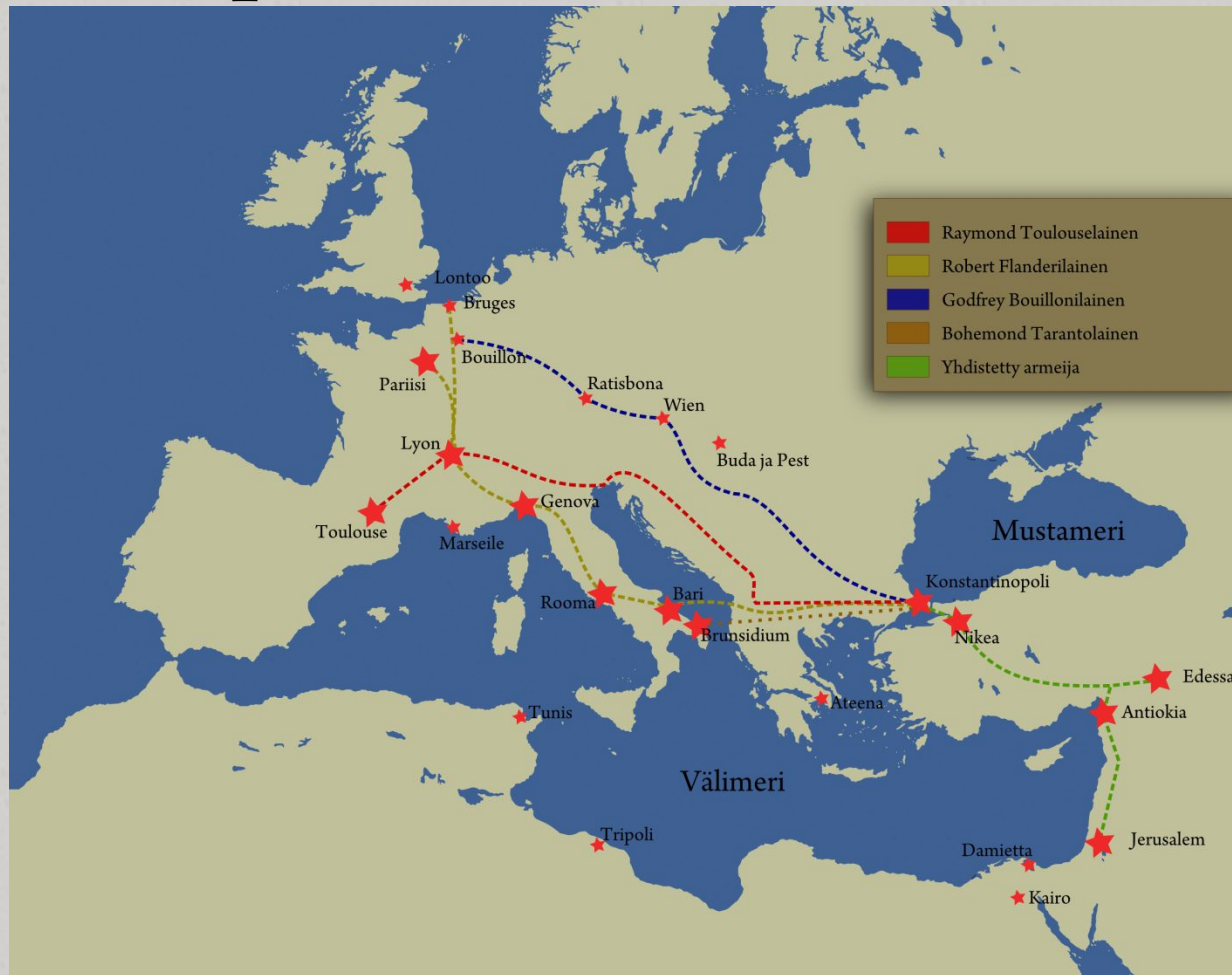 Raymond Toulouselainen
Robert Flanderilainen
Godfrey Bouillonilainen
Bohemond Tarantolainen
Yhdistetty armeija
Lontoo
Bruges
Bouillon
Pariisi
Ratisbona
Wien
Buda ja Pest
Lyon
Genova
Toulouse
Marseile
Mustameri
Konstantinopoli
Rooma
Bari
Brunsidium
Nikea
Edessa
Ateena
Antiokia
Tunis
Välimeri
Tripoli
Damietta
Jerusalem
Kairo